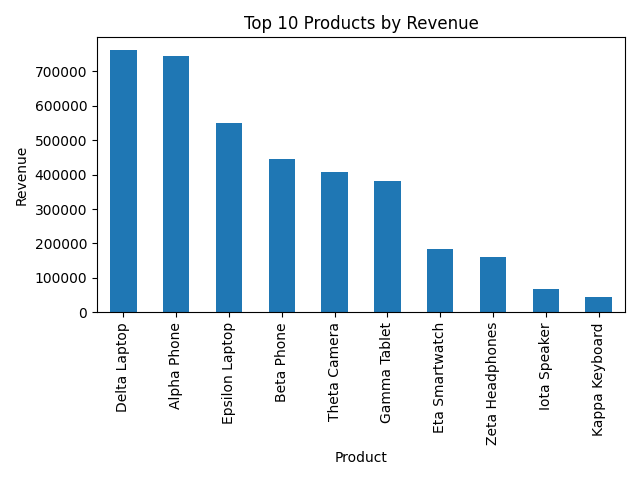 Top 10 Products by Revenue
Revenue
700000
600000
500000
400000
300000
200000
100000
0
Delta Laptop
Alpha Phone
Epsilon Laptop
Beta Phone
Theta Camera
Gamma Tablet
Eta Smartwatch
Zeta Headphones
Iota Speaker
Kappa Keyboard
Product